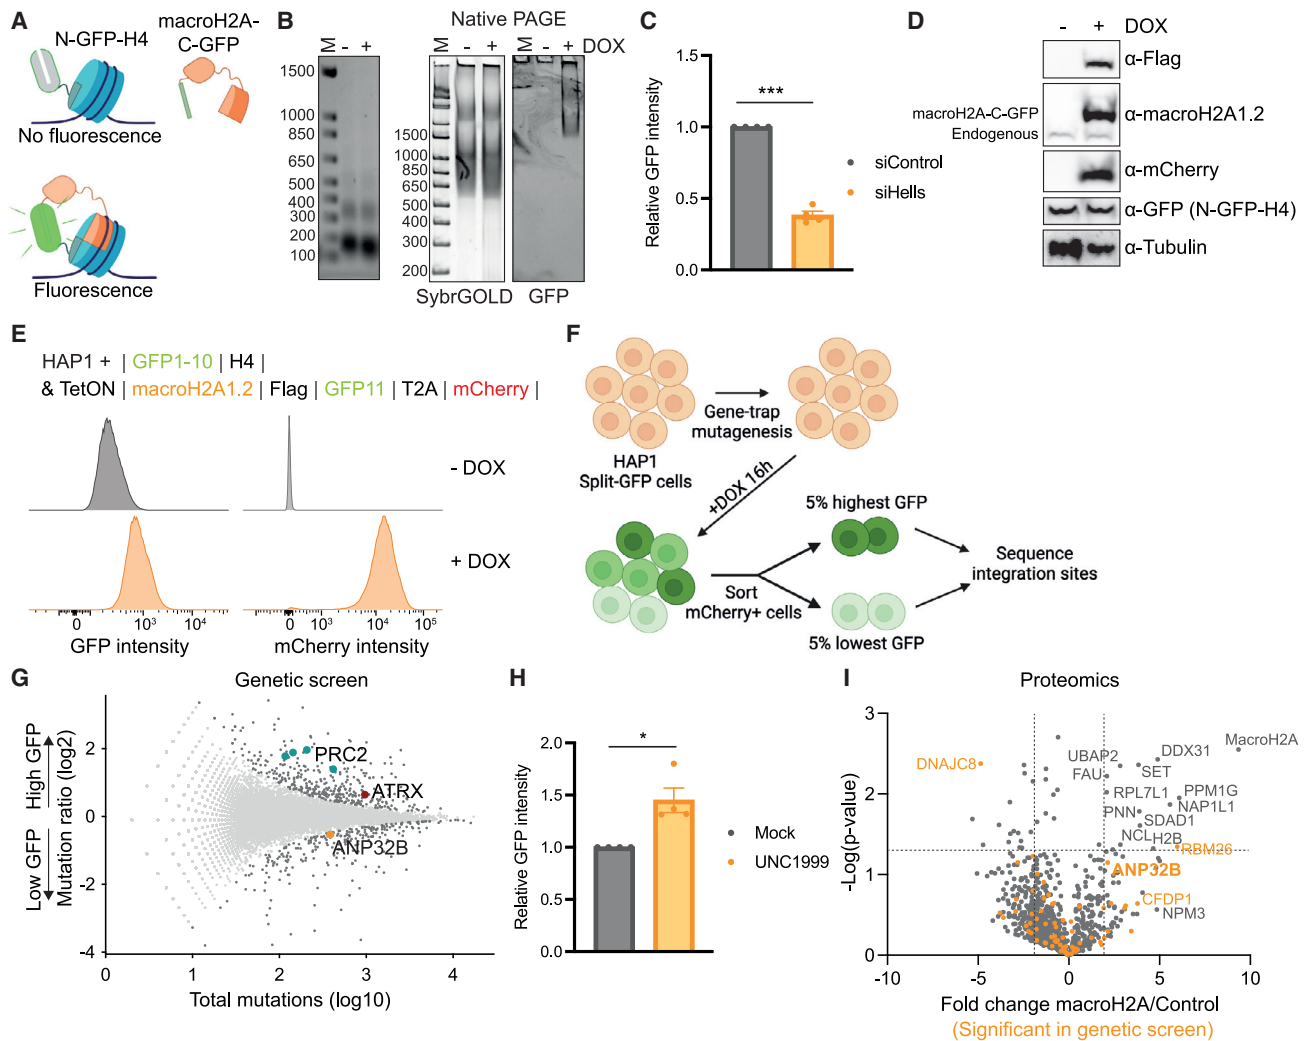 A
N-GFP-H4
macroH2A-
C-GFP
No fluorescence
Fluorescence
B
Native PAGE
M - +
M - +
M - + DOX
1500
1000
850
650
500
400
300
200
100
1500
1000
850
650
500
400
300
200
SybrGOLD
GFP
C
Relative GFP intensity
1.5
1.0
0.5
0.0
***
siControl
siHells
D
- + DOX
α-Flag
macroH2A-C-GFP
Endogenous
α-macroH2A1.2
α-mCherry
α-GFP (N-GFP-H4)
α-Tubulin
E
HAP1 + | GFP1-10 | H4 |
& TetON | macroH2A1.2 | Flag | GFP11 | T2A | mCherry |
- DOX
+ DOX
0 10³ 10⁴
GFP intensity
0 10³ 10⁴ 10⁵
mCherry intensity
F
HAP1
Split-GFP cells
Gene-trap
mutagenesis
+DOX 16h
Sort
mCherry+ cells
5% highest GFP
5% lowest GFP
Sequence
integration sites
G
Genetic screen
Low GFP
High GFP
Mutation ratio (log2)
2
0
-2
-4
PRC2
ATRX
ANP32B
0 1 2 3 4
Total mutations (log10)
H
Relative GFP intensity
2.0
1.5
1.0
0.5
0.0
*
Mock
UNC1999
I
Proteomics
-Log(p-value)
3
2
1
0
MacroH2A
DDX31
UBAP2
DNAJC8
SET
FAU
RPL7L1
PPM1G
NAP1L1
PNN
SDAD1
NCL
H2B
RBM26
ANP32B
CFDP1
NPM3
-10 -5 0 5 10
Fold change macroH2A/Control
(Significant in genetic screen)